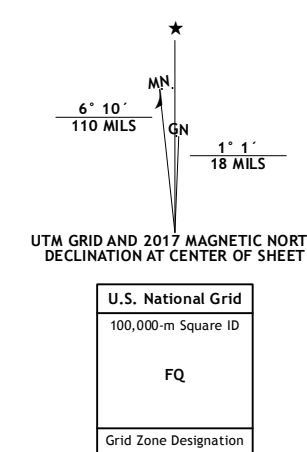 ★
MN
6° 10´
110 MILS
GN
1° 1´
18 MILS
UTM GRID AND 2017 MAGNETIC NORT
DECLINATION AT CENTER OF SHEET
U.S. National Grid
100,000-m Square ID
FQ
Grid Zone Designation